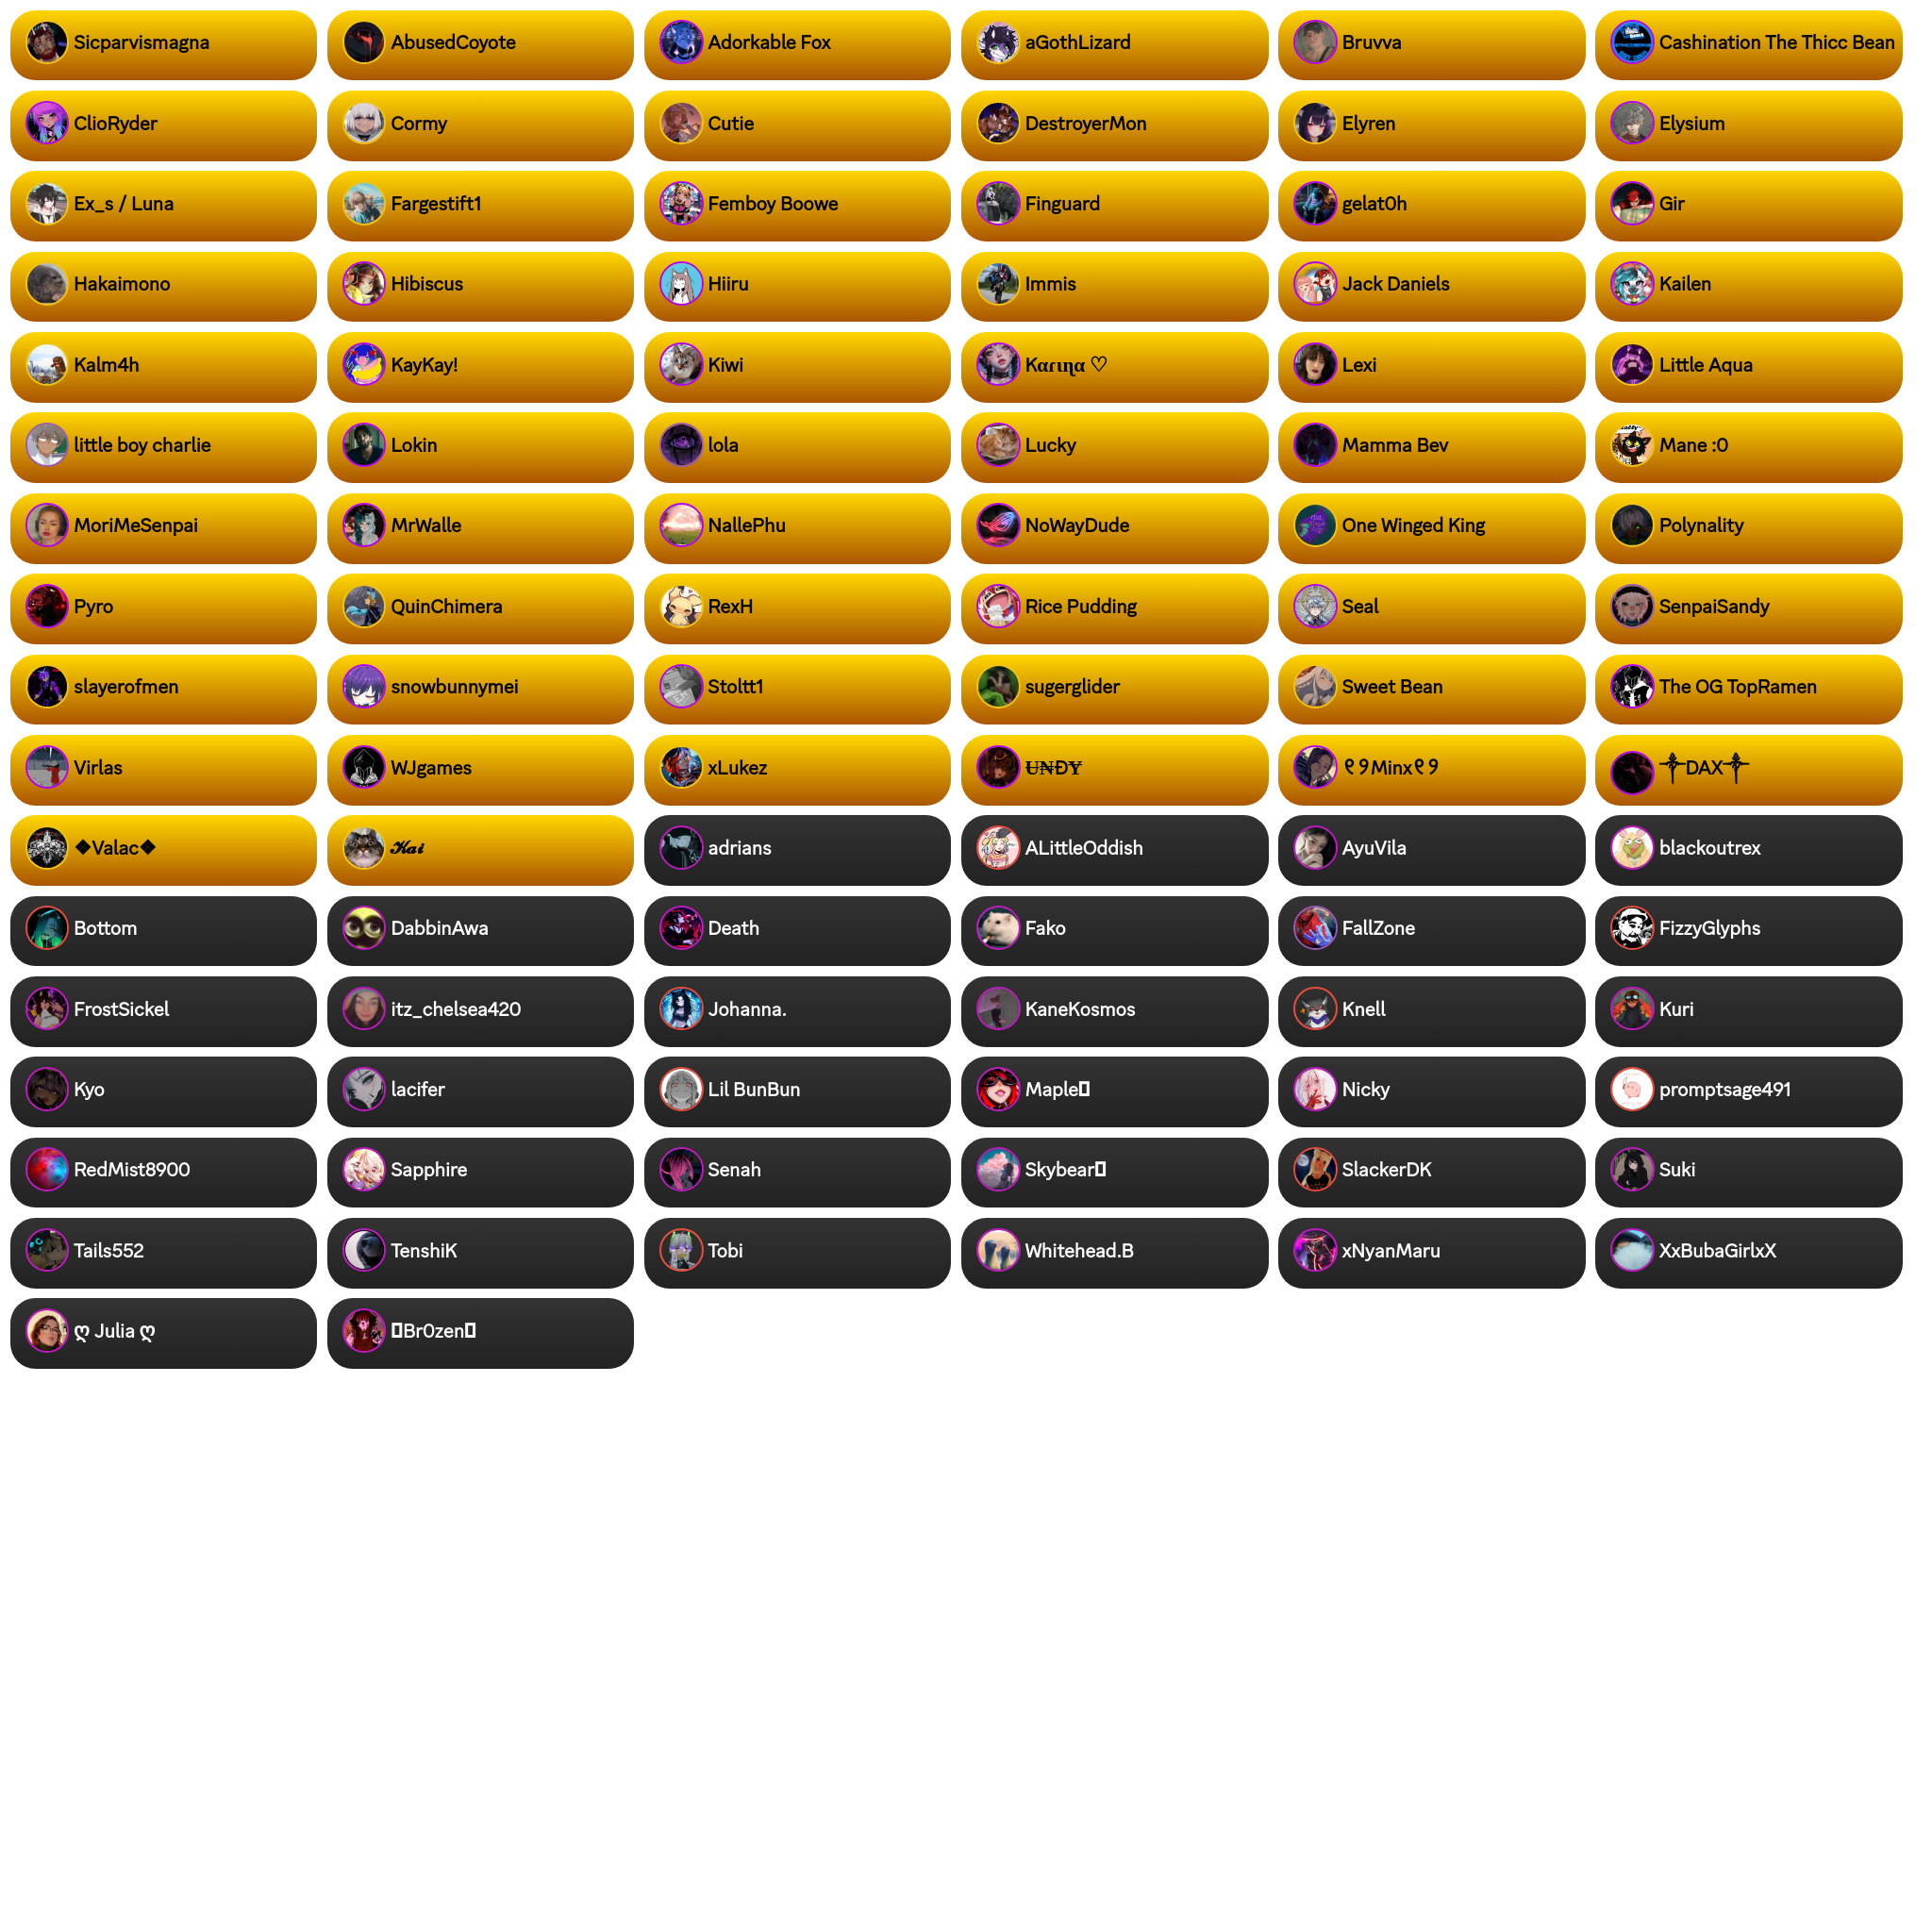 Sicparvismagna AbusedCoyote Adorkable Fox aGothLizard Bruvva Cashination The Thicc Bean
ClioRyder Cormy Cutie DestroyerMon Elyren Elysium
Ex_s / Luna Fargestift1 Femboy Boowe Finguard gelat0h Gir
Hakaimono Hibiscus Hiiru Immis Jack Daniels Kailen
Kalm4h KayKay! Kiwi Kαɾιɳα ♡ Lexi Little Aqua
little boy charlie Lokin lola Lucky Mamma Bev Mane :0
MoriMeSenpai MrWalle NallePhu NoWayDude One Winged King Polynality
Pyro QuinChimera RexH Rice Pudding Seal SenpaiSandy
slayerofmen snowbunnymei Stoltt1 sugerglider Sweet Bean The OG TopRamen
Virlas WJgames xLukez U̶N̶ĐY̶ ୧୨Minx୧୨ ༒DAX༒
◆Valac◆ 𝓚𝓪𝓲 adrians ALittleOddish AyuVila blackoutrex
Bottom DabbinAwa Death Fako FallZone FizzyGlyphs
FrostSickel itz_chelsea420 Johanna. KaneKosmos Knell Kuri
Kyo lacifer Lil BunBun Maple▯ Nicky promptsage491
RedMist8900 Sapphire Senah Skybear▯ SlackerDK Suki
Tails552 TenshiK Tobi Whitehead.B xNyanMaru XxBubaGirlxX
ღ Julia ღ ▯Br0zen▯